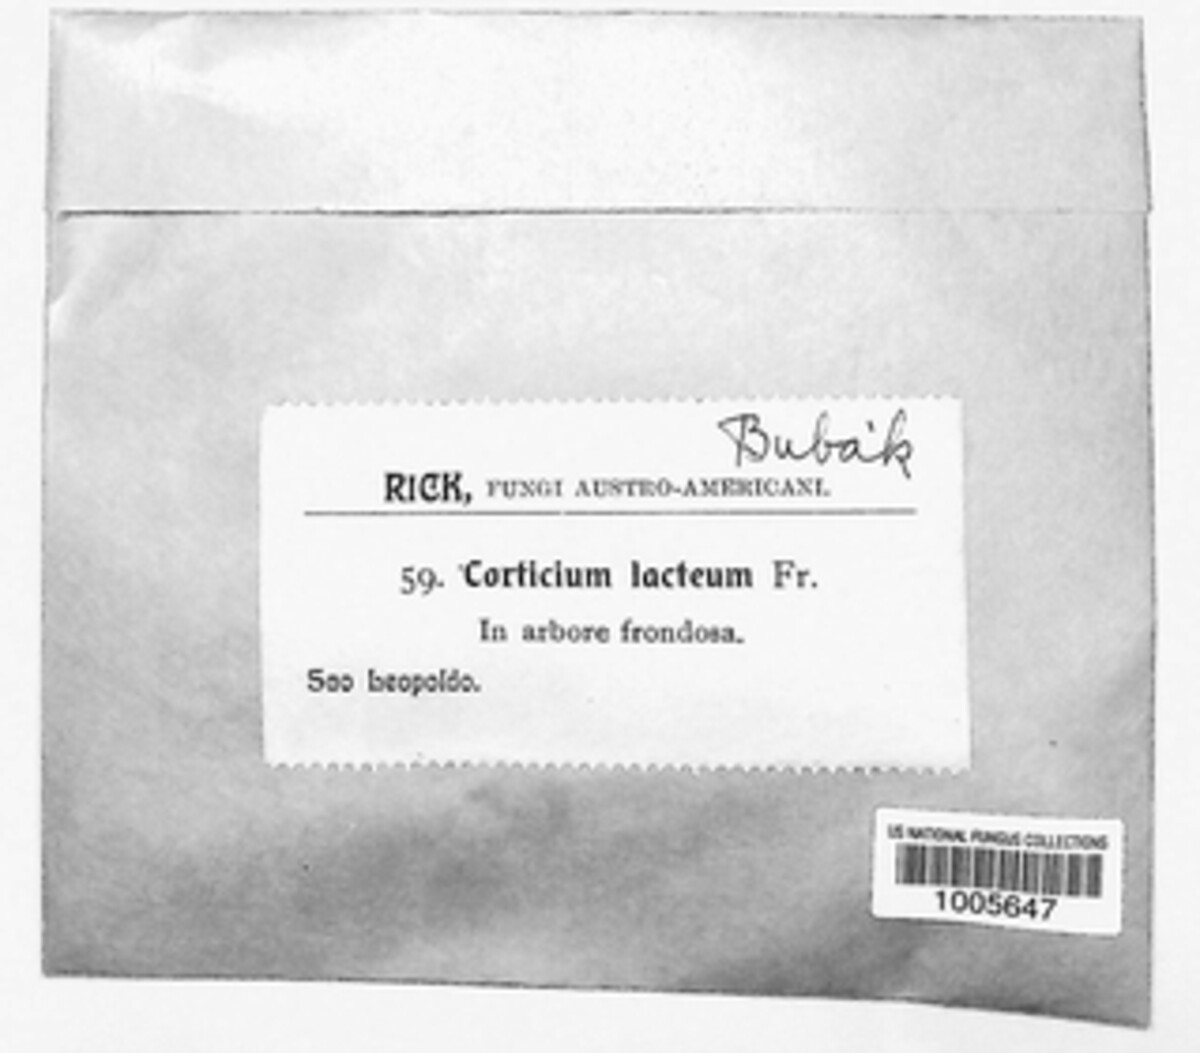 Bubák
RICK, FUNGI AUSTRO-AMERICANI.
59. Corticium lacteum Fr.
In arbore frondosa.
Sao Leopoldo.
US NATIONAL FUNGUS COLLECTIONS
1005647